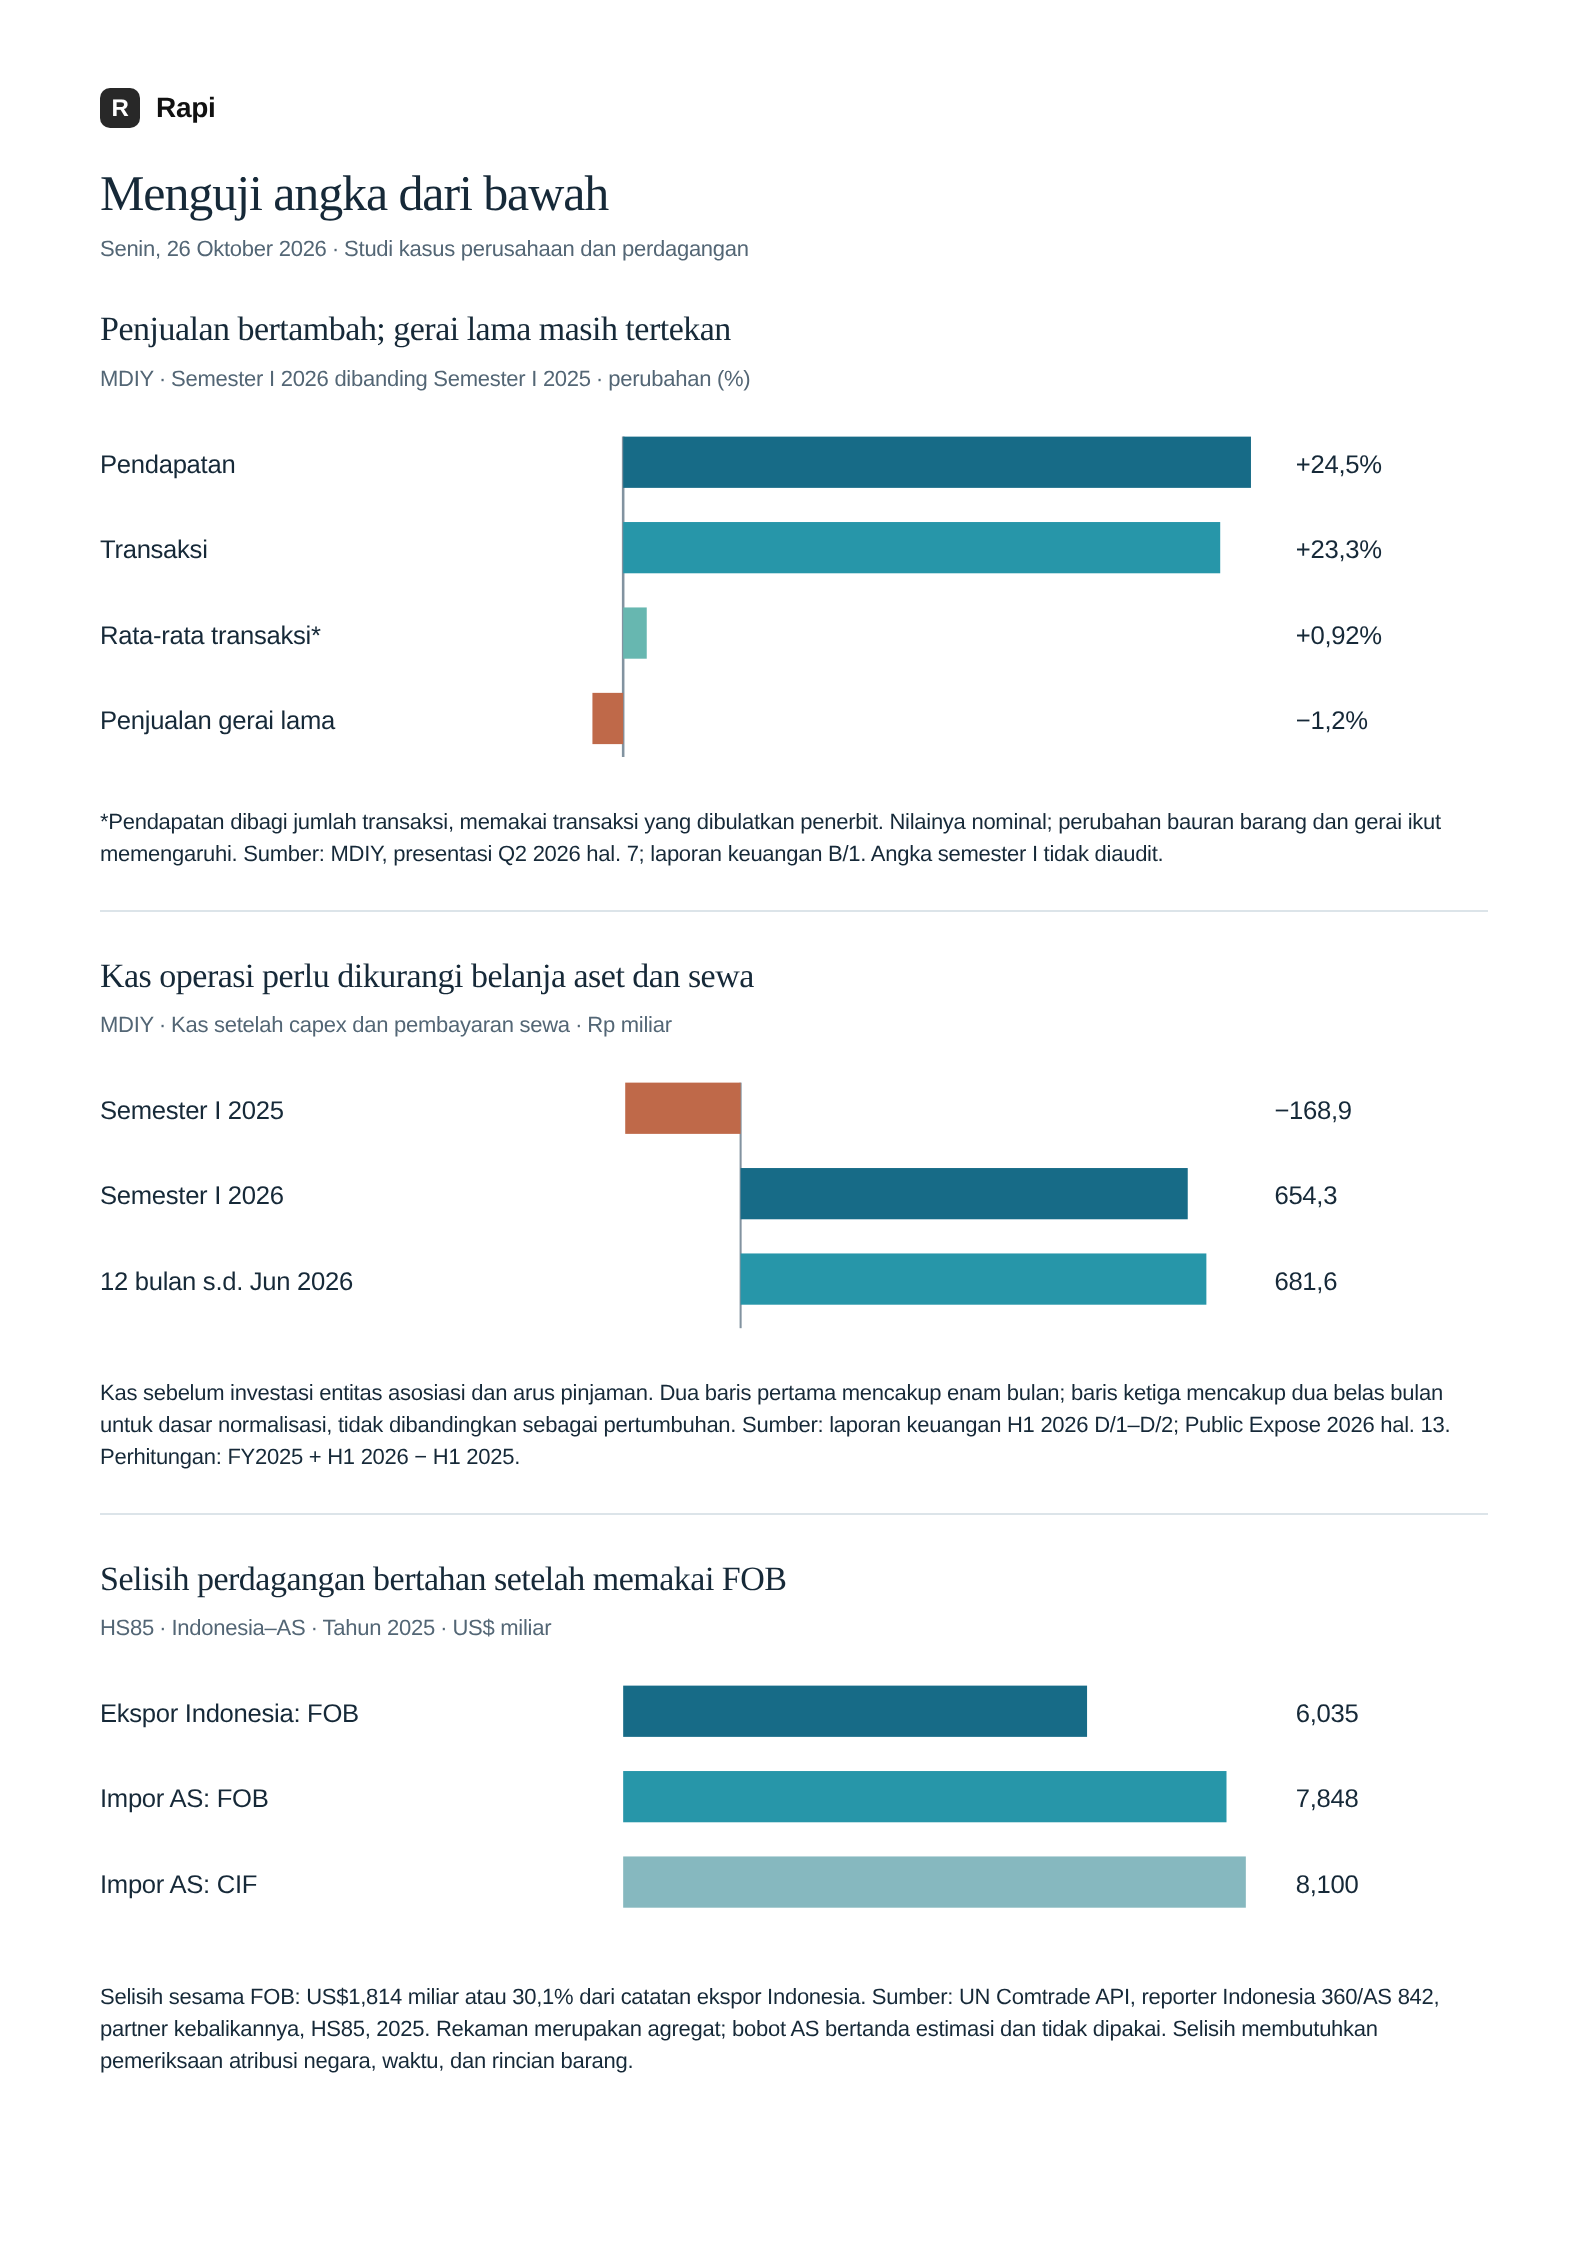 R Rapi
Menguji angka dari bawah
Senin, 26 Oktober 2026 · Studi kasus perusahaan dan perdagangan
Penjualan bertambah; gerai lama masih tertekan
MDIY · Semester I 2026 dibanding Semester I 2025 · perubahan (%)
Pendapatan +24,5%
Transaksi +23,3%
Rata-rata transaksi* +0,92%
Penjualan gerai lama −1,2%
*Pendapatan dibagi jumlah transaksi, memakai transaksi yang dibulatkan penerbit. Nilainya nominal; perubahan bauran barang dan gerai ikut
memengaruhi. Sumber: MDIY, presentasi Q2 2026 hal. 7; laporan keuangan B/1. Angka semester I tidak diaudit.
Kas operasi perlu dikurangi belanja aset dan sewa
MDIY · Kas setelah capex dan pembayaran sewa · Rp miliar
Semester I 2025 −168,9
Semester I 2026 654,3
12 bulan s.d. Jun 2026 681,6
Kas sebelum investasi entitas asosiasi dan arus pinjaman. Dua baris pertama mencakup enam bulan; baris ketiga mencakup dua belas bulan
untuk dasar normalisasi, tidak dibandingkan sebagai pertumbuhan. Sumber: laporan keuangan H1 2026 D/1–D/2; Public Expose 2026 hal. 13.
Perhitungan: FY2025 + H1 2026 − H1 2025.
Selisih perdagangan bertahan setelah memakai FOB
HS85 · Indonesia–AS · Tahun 2025 · US$ miliar
Ekspor Indonesia: FOB 6,035
Impor AS: FOB 7,848
Impor AS: CIF 8,100
Selisih sesama FOB: US$1,814 miliar atau 30,1% dari catatan ekspor Indonesia. Sumber: UN Comtrade API, reporter Indonesia 360/AS 842,
partner kebalikannya, HS85, 2025. Rekaman merupakan agregat; bobot AS bertanda estimasi dan tidak dipakai. Selisih membutuhkan
pemeriksaan atribusi negara, waktu, dan rincian barang.